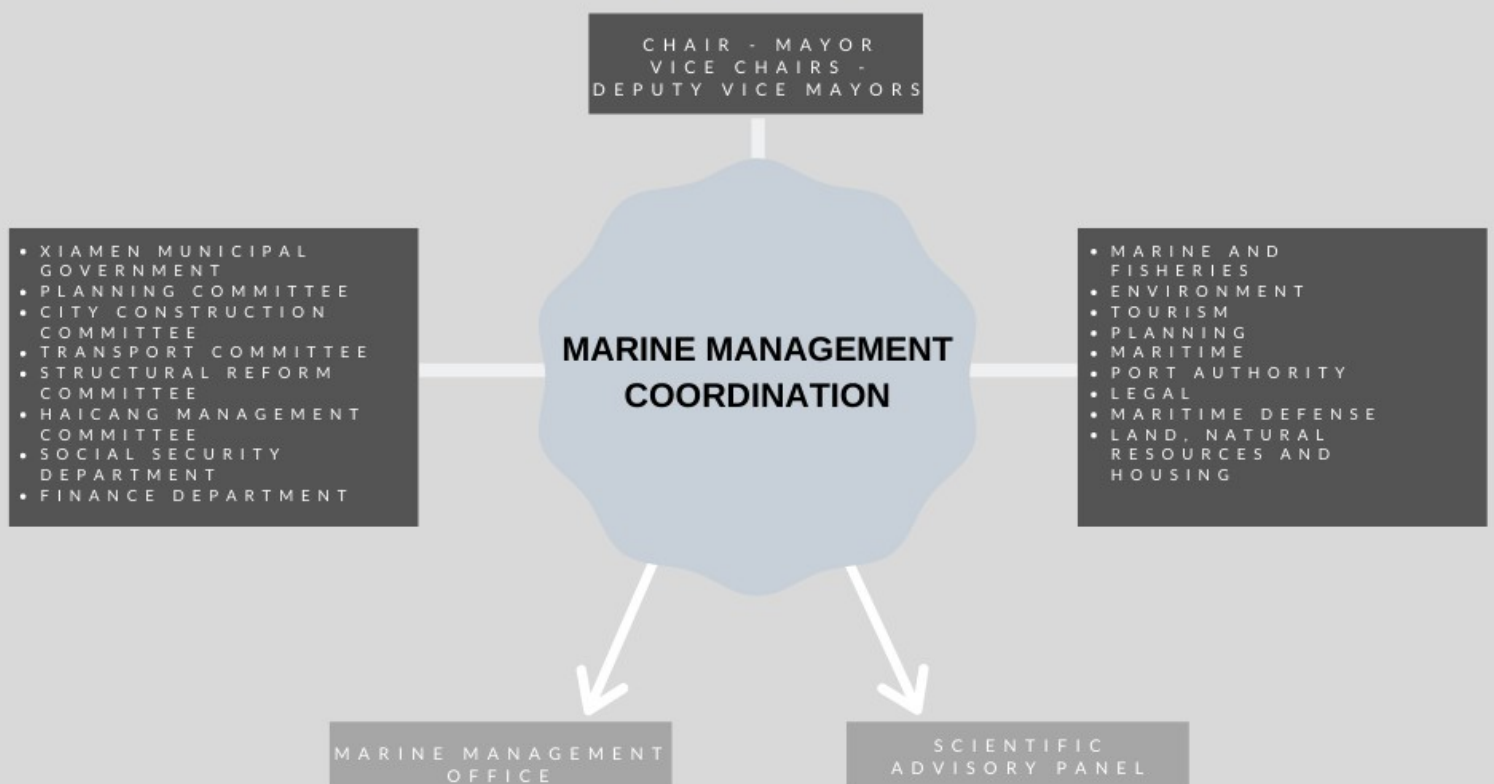 CHAIR - MAYOR
VICE CHAIRS -
DEPUTY VICE MAYORS
• XIAMEN MUNICIPAL
GOVERNMENT
• PLANNING COMMITTEE
• CITY CONSTRUCTION
COMMITTEE
• TRANSPORT COMMITTEE
• STRUCTURAL REFORM
COMMITTEE
• HAICANG MANAGEMENT
COMMITTEE
• SOCIAL SECURITY
DEPARTMENT
• FINANCE DEPARTMENT
MARINE MANAGEMENT
COORDINATION
• MARINE AND
FISHERIES
• ENVIRONMENT
• TOURISM
• PLANNING
• MARITIME
• PORT AUTHORITY
• LEGAL
• MARITIME DEFENSE
• LAND, NATURAL
RESOURCES AND
HOUSING
MARINE MANAGEMENT
OFFICE
SCIENTIFIC
ADVISORY PANEL